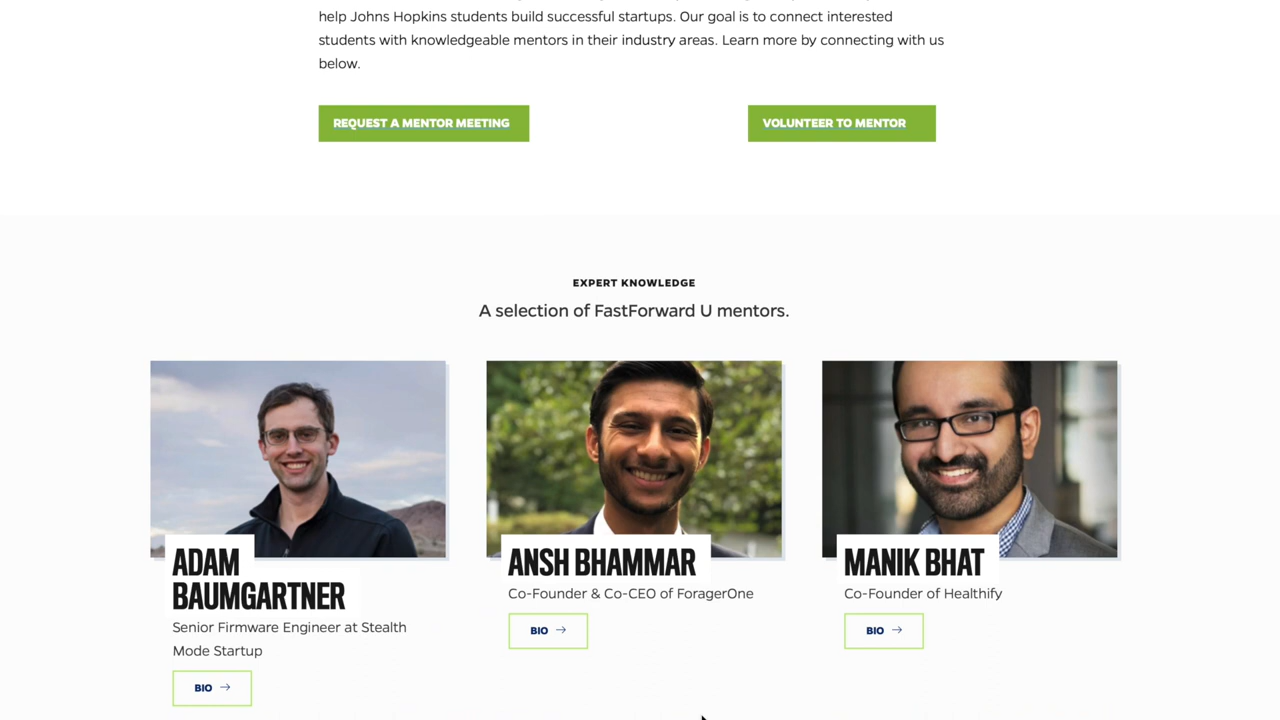 help Johns Hopkins students build successful startups. Our goal is to connect interested
students with knowledgeable mentors in their industry areas. Learn more by connecting with us
below.
REQUEST A MENTOR MEETING
VOLUNTEER TO MENTOR
EXPERT KNOWLEDGE
A selection of FastForward U mentors.
ADAM
BAUMGARTNER
Senior Firmware Engineer at Stealth
Mode Startup
BIO →
ANSH BHAMMAR
Co-Founder & Co-CEO of ForagerOne
BIO →
MANIK BHAT
Co-Founder of Healthify
BIO →